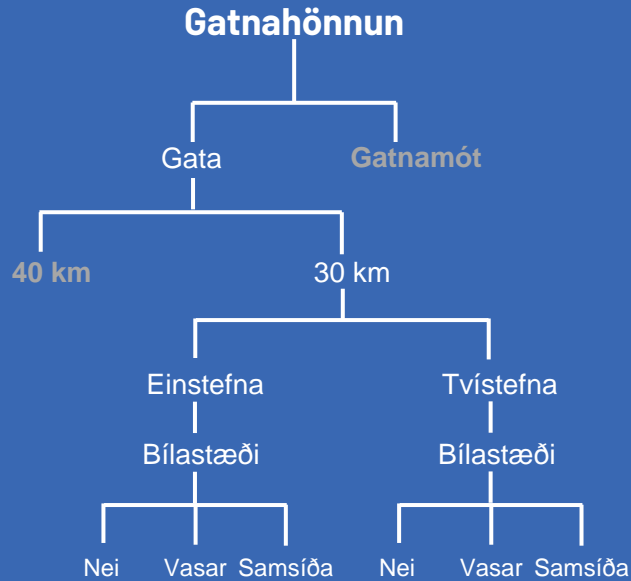 Gatnahönnun
Gata Gatnamót
40 km 30 km
Einstefna Tvístefna
Bílastæði Bílastæði
Nei Vasar Samsíða Nei Vasar Samsíða